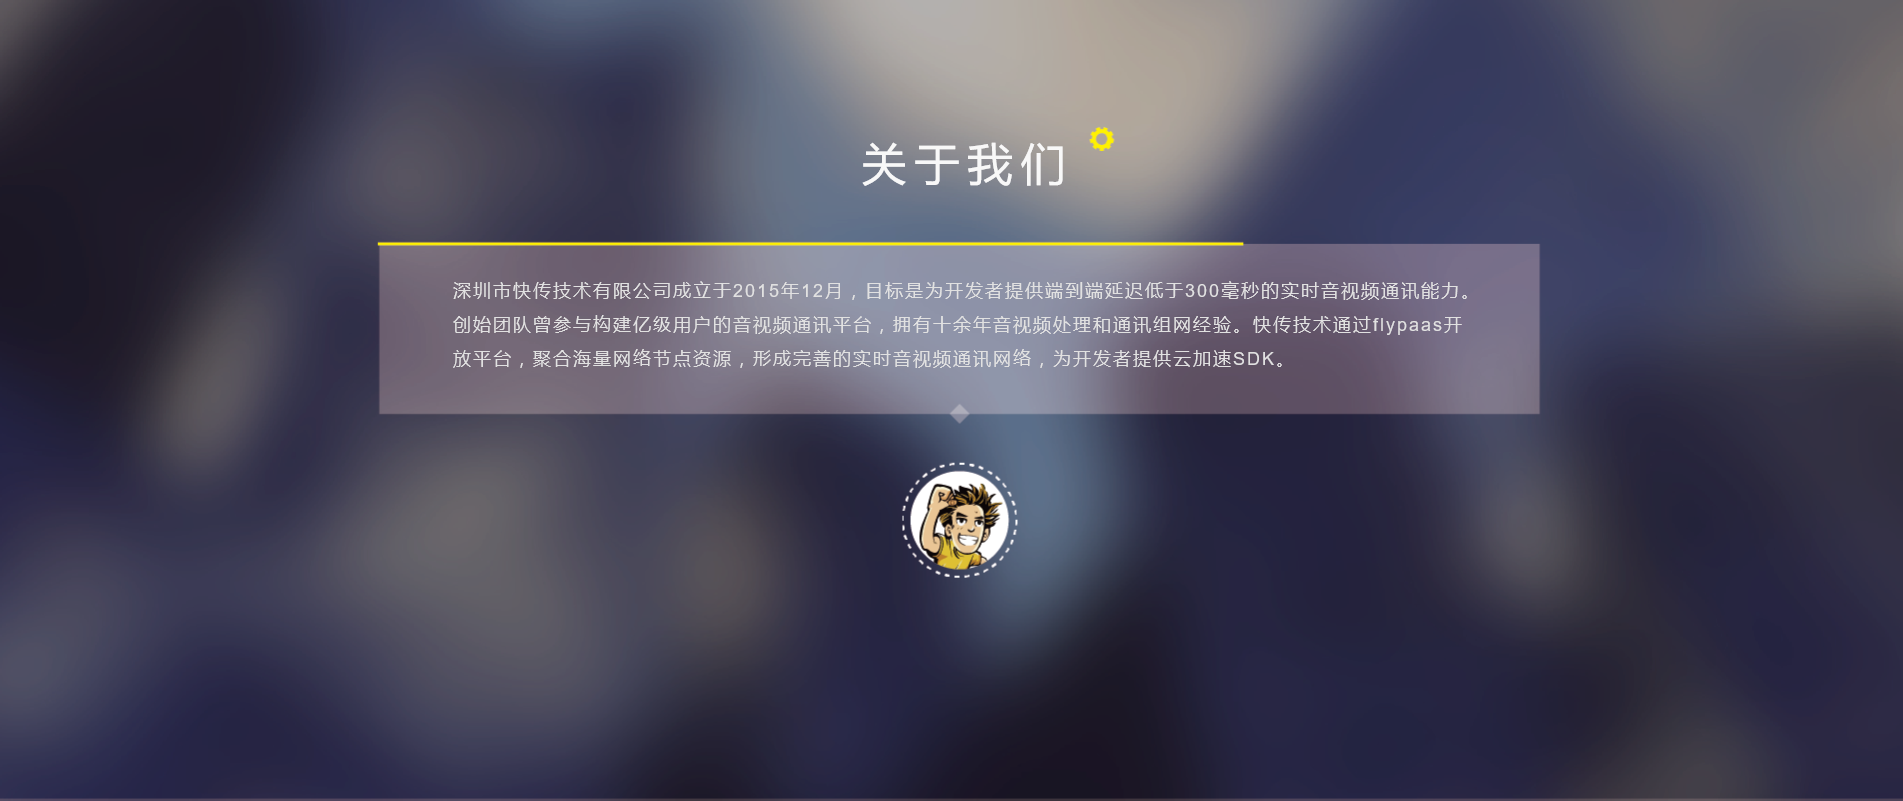 关于我们
深圳市快传技术有限公司成立于2015年12月，目标是为开发者提供端到端延迟低于300毫秒的实时音视频通讯能力。
创始团队曾参与构建亿级用户的音视频通讯平台，拥有十余年音视频处理和通讯组网经验。快传技术通过flypaas开
放平台，聚合海量网络节点资源，形成完善的实时音视频通讯网络，为开发者提供云加速SDK。